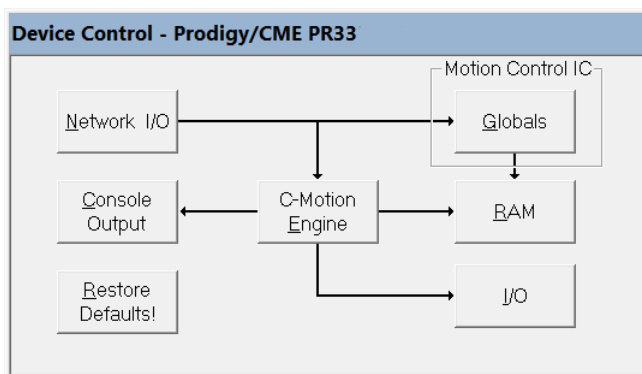 Device Control - Prodigy/CME PR33
Motion Control IC
Network I/O
Globals
Console
Output
C-Motion
Engine
RAM
Restore
Defaults!
I/O